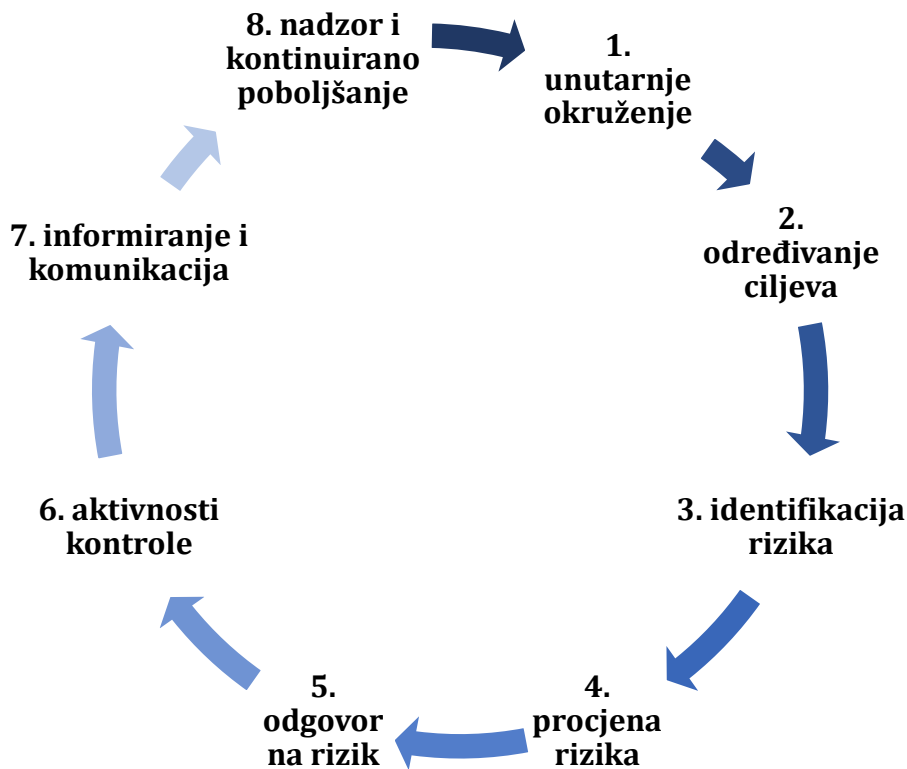 1.
unutarnje
okruženje
2.
određivanje
ciljeva
3. identifikacija
rizika
4.
procjena
rizika
5.
odgovor
na rizik
6. aktivnosti
kontrole
7. informiranje i
komunikacija
8. nadzor i
kontinuirano
poboljšanje